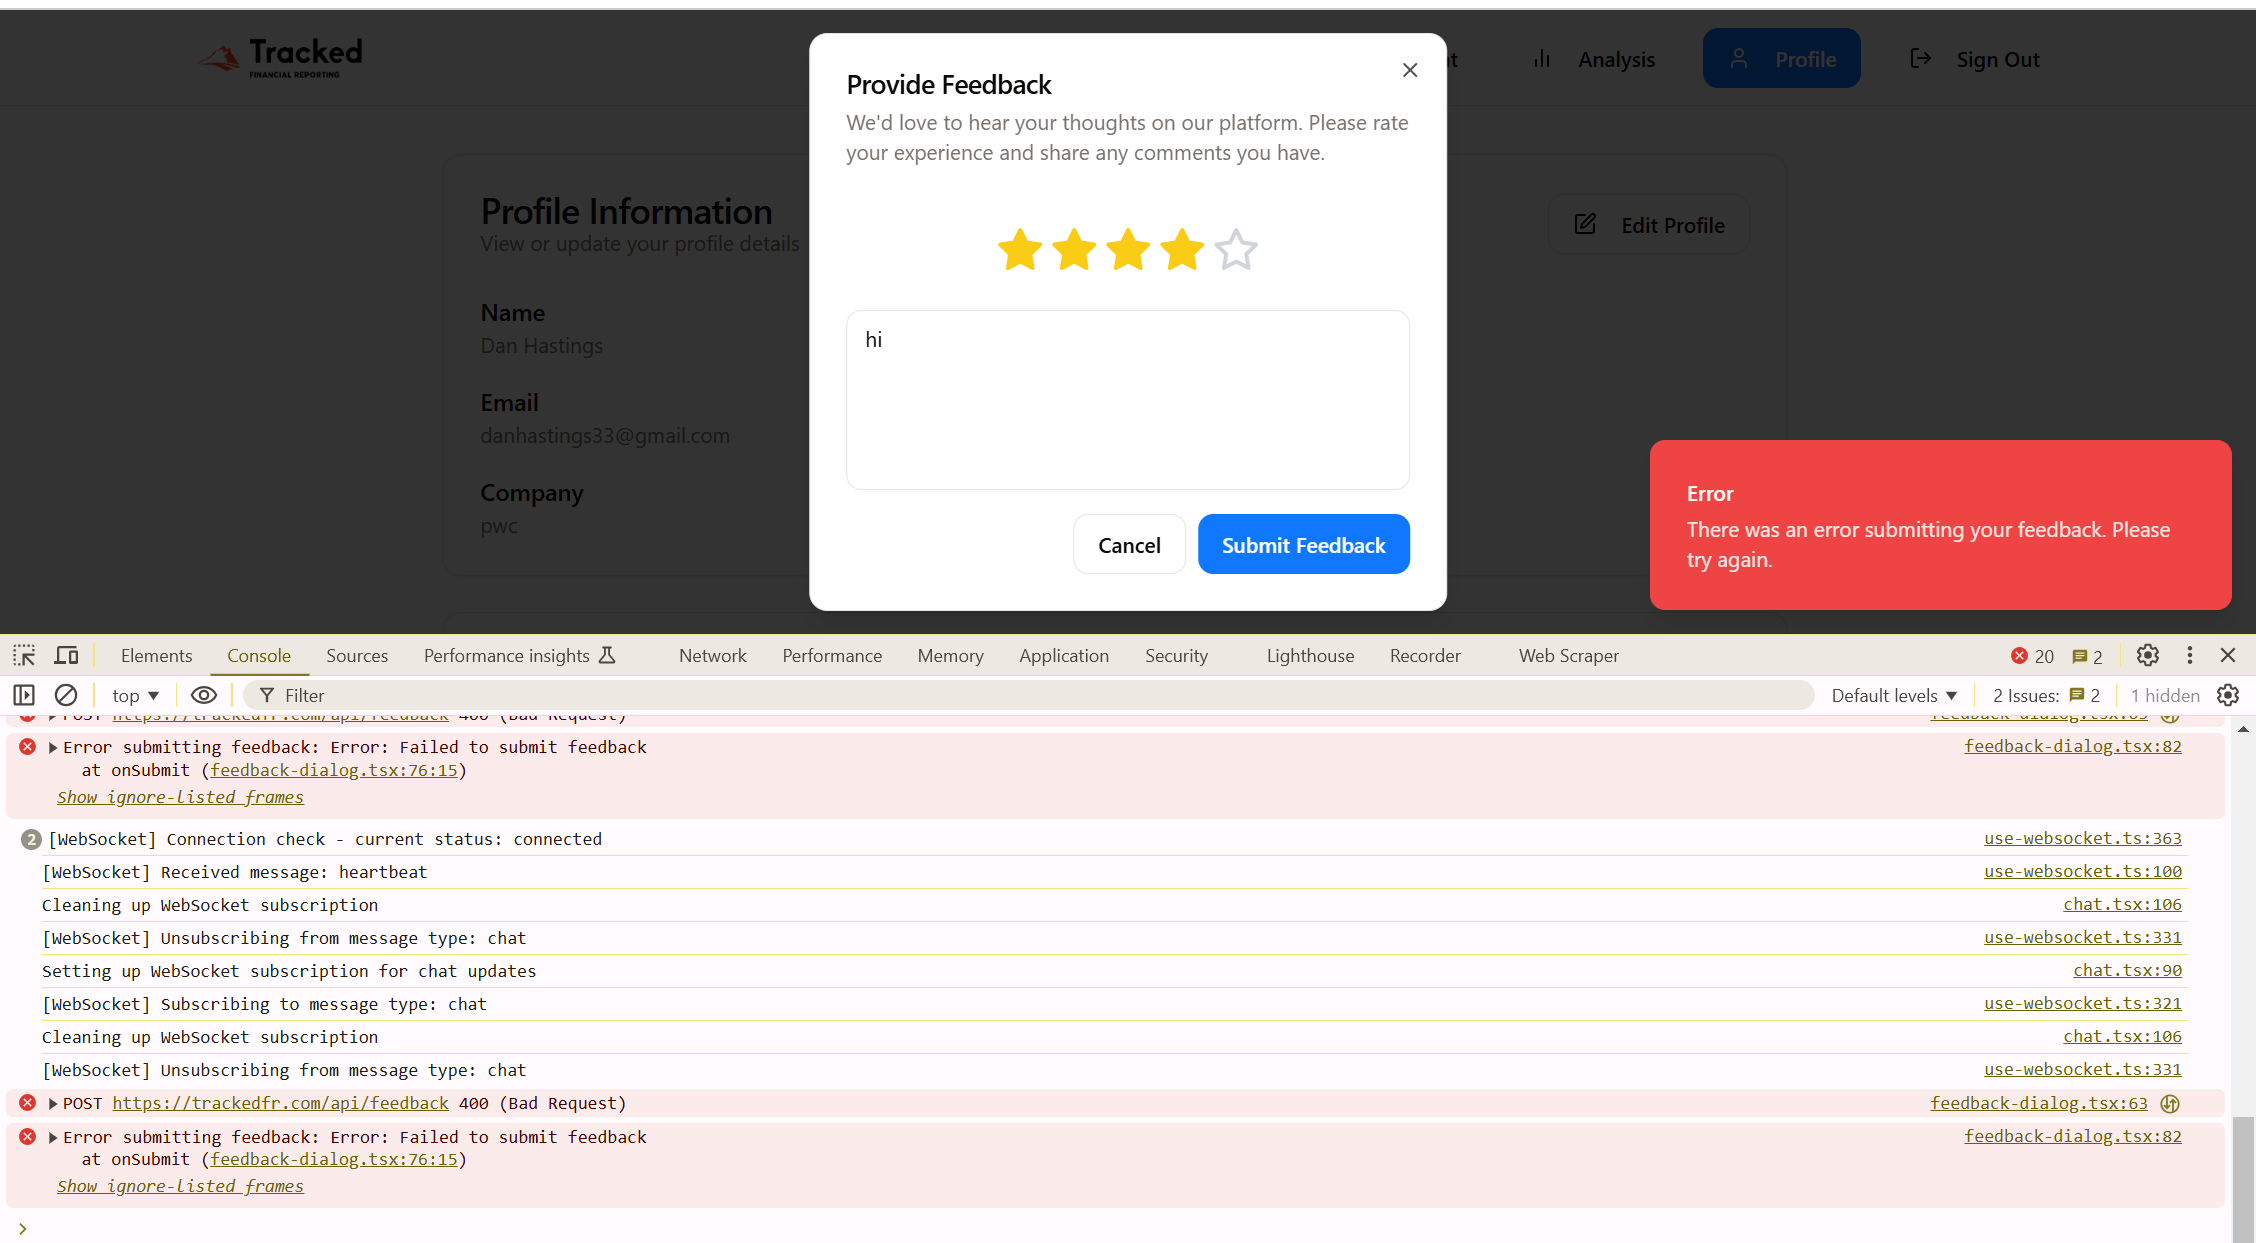 Tracked
FINANCIAL REPORTING
Analysis
Profile
Sign Out
Provide Feedback
We'd love to hear your thoughts on our platform. Please rate
your experience and share any comments you have.
Profile Information
View or update your profile details
Edit Profile
Name
Dan Hastings
Email
danhastings33@gmail.com
Company
pwc
hi
Cancel
Submit Feedback
Error
There was an error submitting your feedback. Please
try again.
Elements Console Sources Performance insights Network Performance Memory Application Security Lighthouse Recorder Web Scraper 20 2
top Filter Default levels 2 Issues: 2 1 hidden
POST https://trackedfr.com/api/feedback 400 (Bad Request) feedback-dialog.tsx:63
Error submitting feedback: Error: Failed to submit feedback feedback-dialog.tsx:82
at onSubmit (feedback-dialog.tsx:76:15)
Show ignore-listed frames
2 [WebSocket] Connection check - current status: connected use-websocket.ts:363
[WebSocket] Received message: heartbeat use-websocket.ts:100
Cleaning up WebSocket subscription chat.tsx:106
[WebSocket] Unsubscribing from message type: chat use-websocket.ts:331
Setting up WebSocket subscription for chat updates chat.tsx:90
[WebSocket] Subscribing to message type: chat use-websocket.ts:321
Cleaning up WebSocket subscription chat.tsx:106
[WebSocket] Unsubscribing from message type: chat use-websocket.ts:331
POST https://trackedfr.com/api/feedback 400 (Bad Request) feedback-dialog.tsx:63
Error submitting feedback: Error: Failed to submit feedback feedback-dialog.tsx:82
at onSubmit (feedback-dialog.tsx:76:15)
Show ignore-listed frames